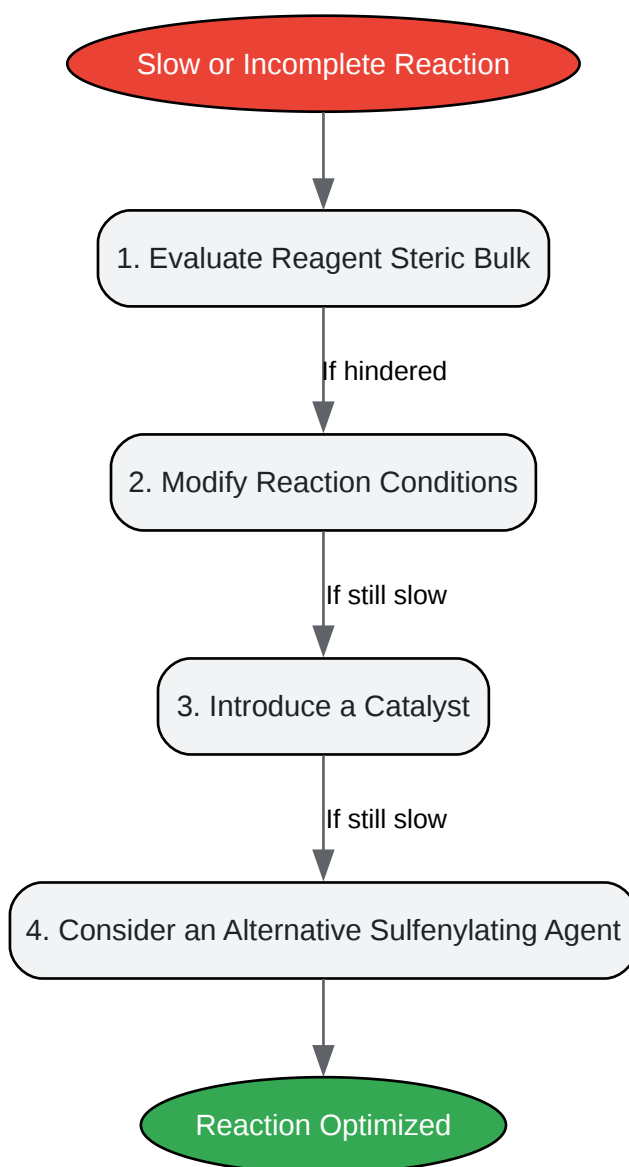 Slow or Incomplete Reaction
1. Evaluate Reagent Steric Bulk
If hindered
2. Modify Reaction Conditions
If still slow
3. Introduce a Catalyst
If still slow
4. Consider an Alternative Sulfenylating Agent
Reaction Optimized